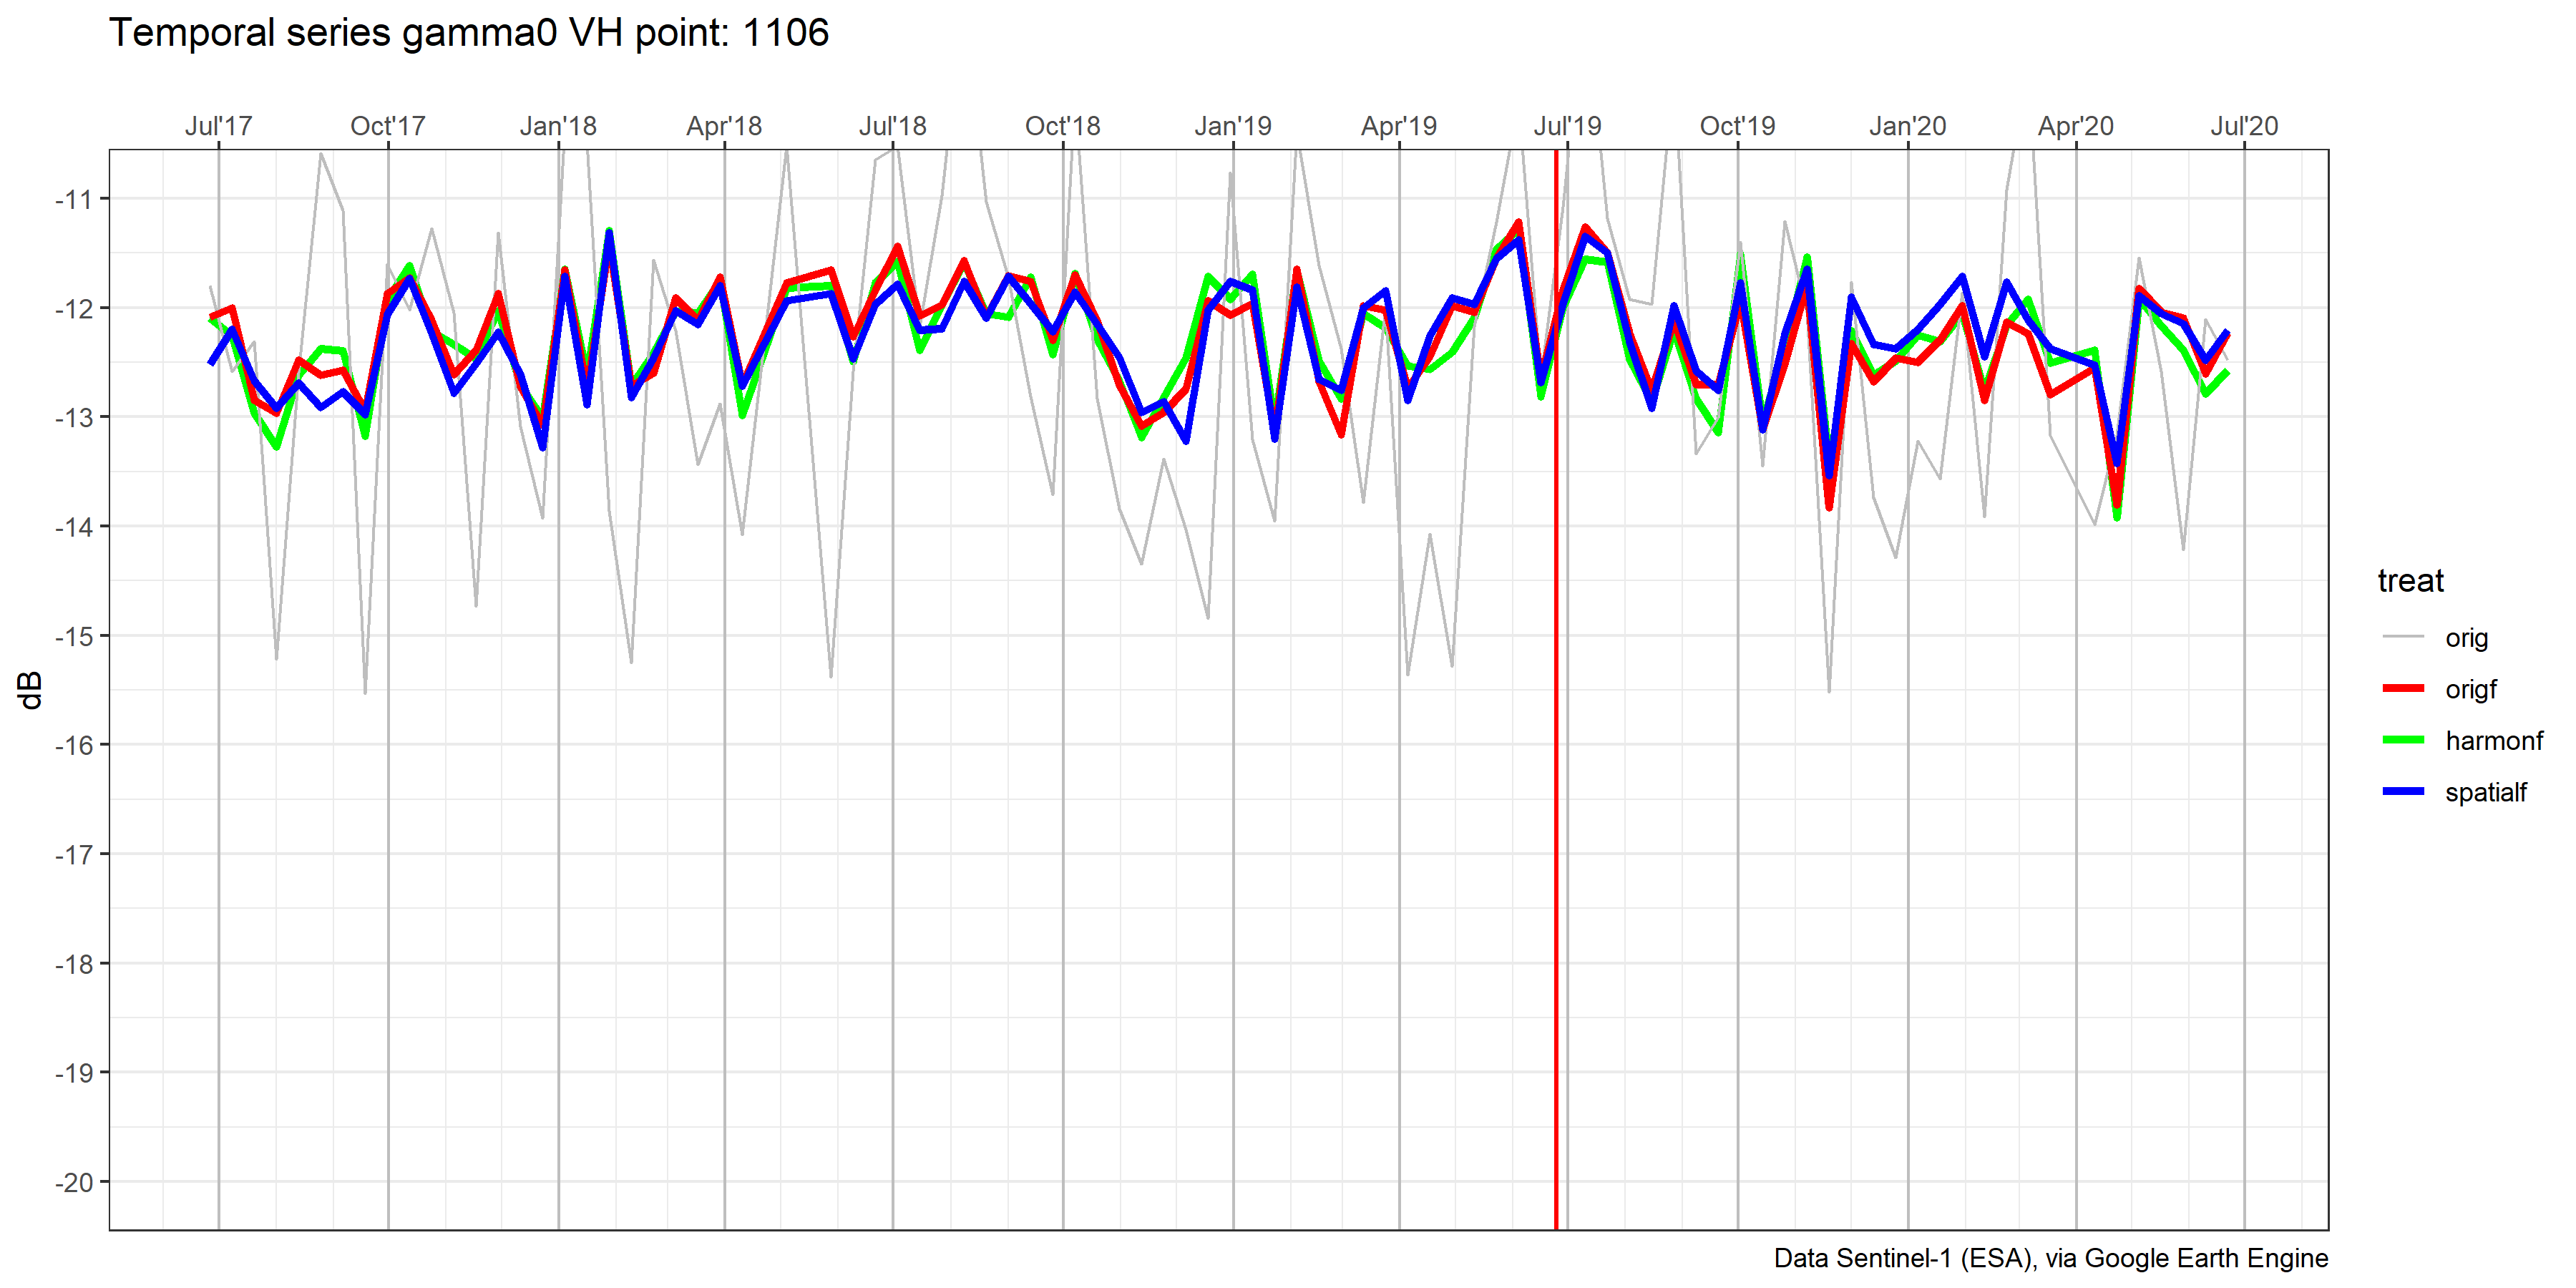 Temporal series gamma0 VH point: 1106
Jul'17 Oct'17 Jan'18 Apr'18 Jul'18 Oct'18 Jan'19 Apr'19 Jul'19 Oct'19 Jan'20 Apr'20 Jul'20
-11
-12
-13
-14
-15
-16
-17
-18
-19
-20
dB
treat
orig
origf
harmonf
spatialf
Data Sentinel-1 (ESA), via Google Earth Engine